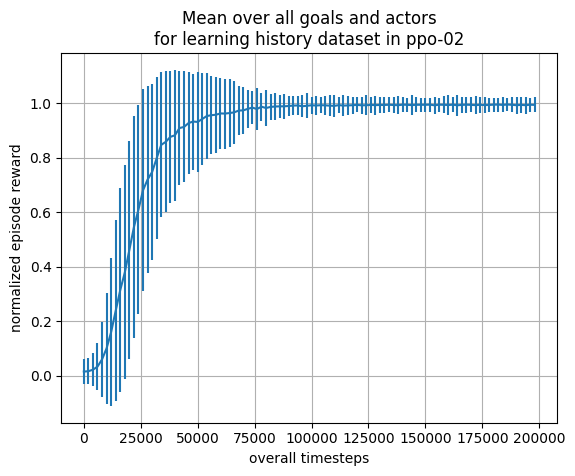 Mean over all goals and actors
for learning history dataset in ppo-02
normalized episode reward
1.0
0.8
0.6
0.4
0.2
0.0
0 25000 50000 75000 100000 125000 150000 175000 200000
overall timesteps